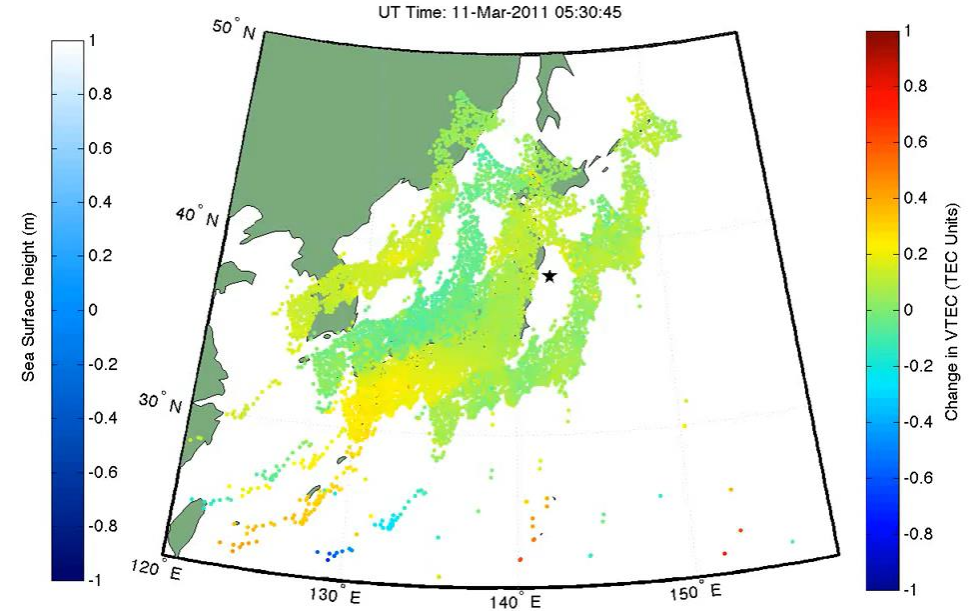 UT Time: 11-Mar-2011 05:30:45
50° N
40° N
30° N
120° E
130° E
140° E
150° E
Sea Surface height (m)
1
0.8
0.6
0.4
0.2
0
-0.2
-0.4
-0.6
-0.8
-1
Change in VTEC (TEC Units)
1
0.8
0.6
0.4
0.2
0
-0.2
-0.4
-0.6
-0.8
-1